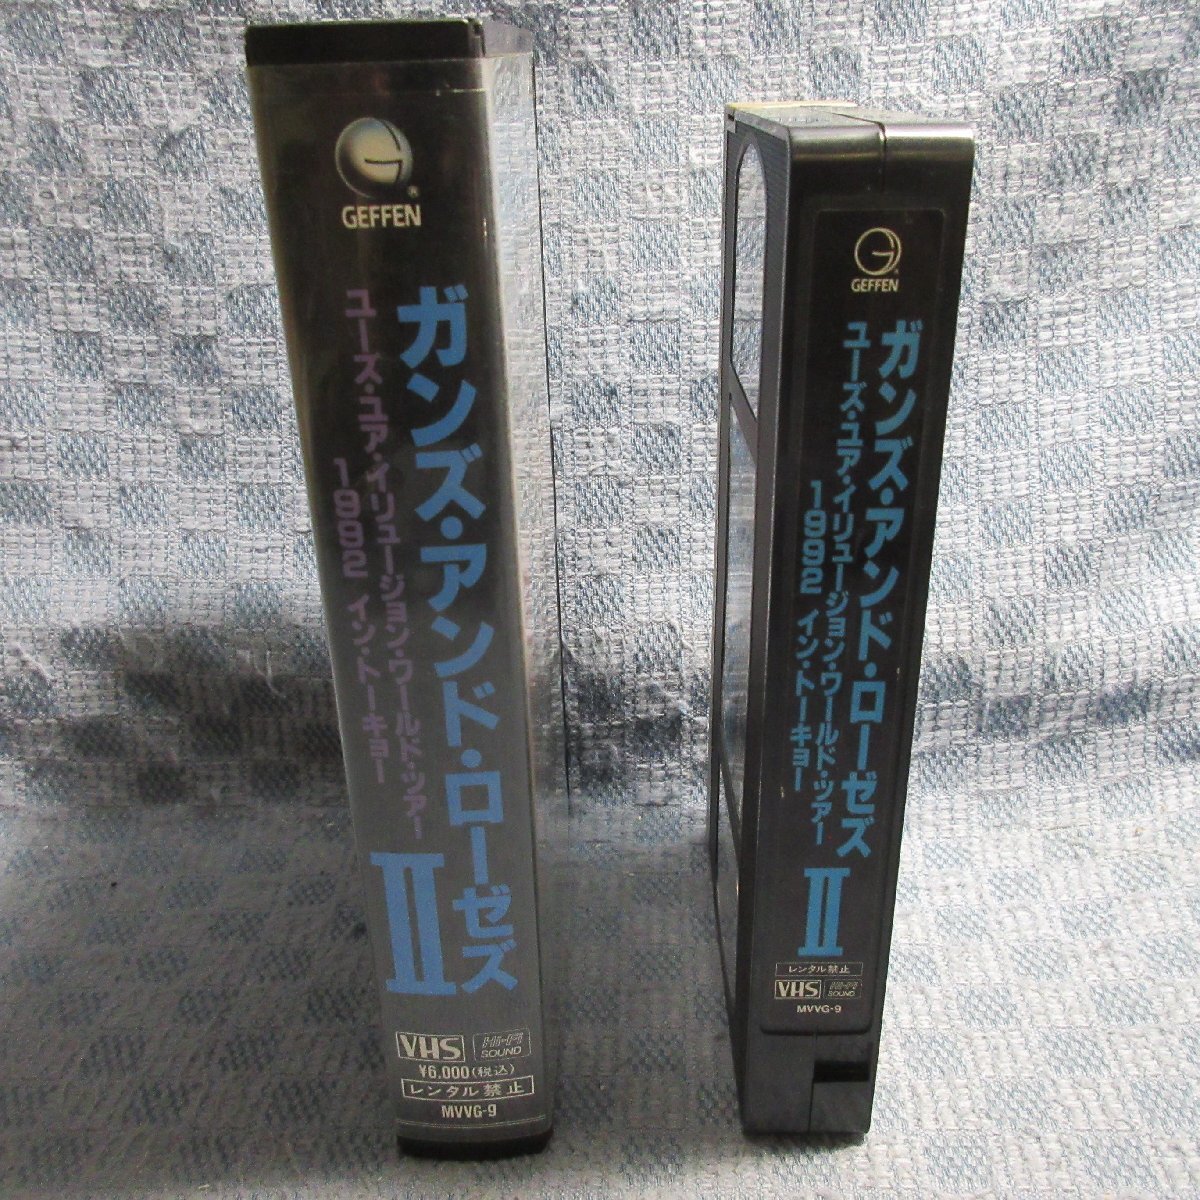 GEFFEN
ガンズ・アンド・ローゼズ
ユーズ・ユア・イリュージョン・ワールド・ツアー
1992 イン・トーキョー
II
VHS
HI-FI
SOUND
¥6,000(税込)
レンタル禁止
MVVG-9
GEFFEN
ガンズ・アンド・ローゼズ
ユーズ・ユア・イリュージョン・ワールド・ツアー
1992 イン・トーキョー
II
レンタル禁止
VHS
HI-FI
SOUND
MVVG-9